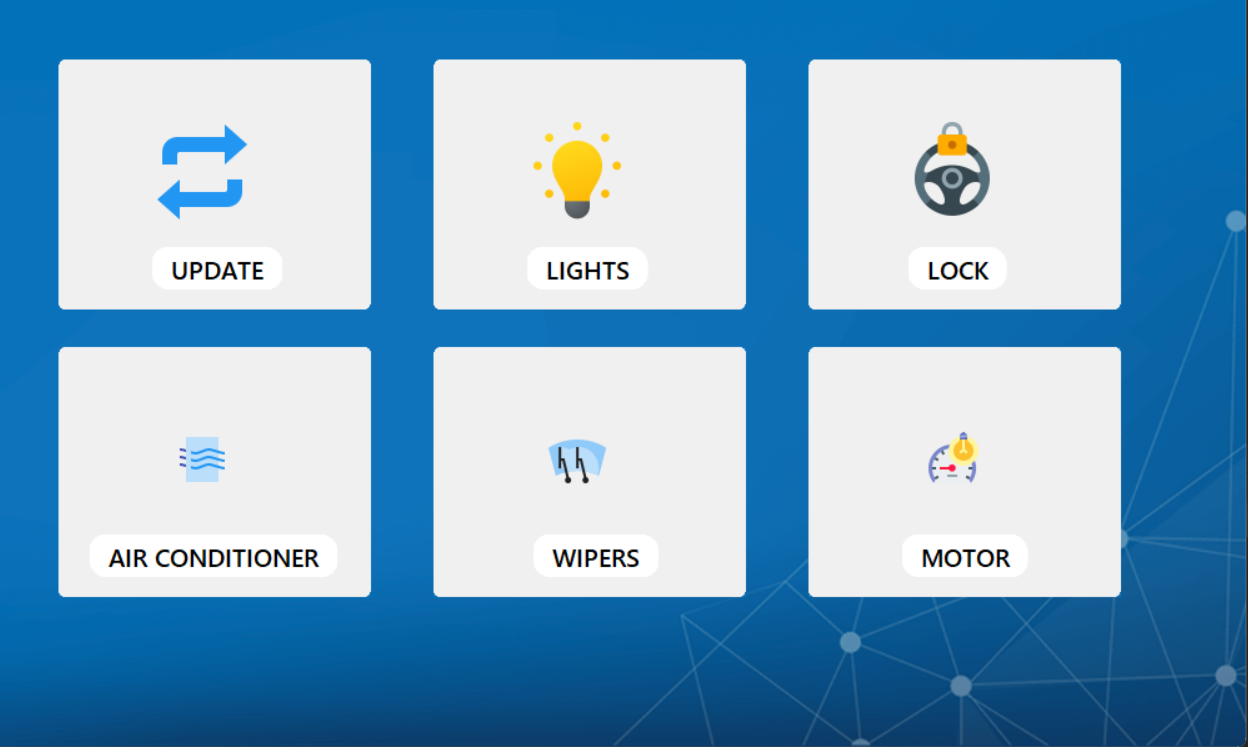 UPDATE
LIGHTS
LOCK
AIR CONDITIONER
WIPERS
MOTOR